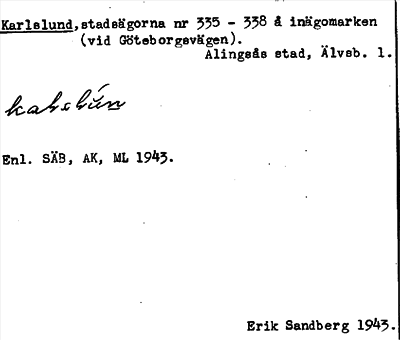 Karlslund, stadsägorna nr 335 - 338 å inägomarken
(vid Göteborgsvägen).
Alingsås stad, Älvsb. l.
Enl. SÄB, AK, ML 1943.
Erik Sandberg 1943.